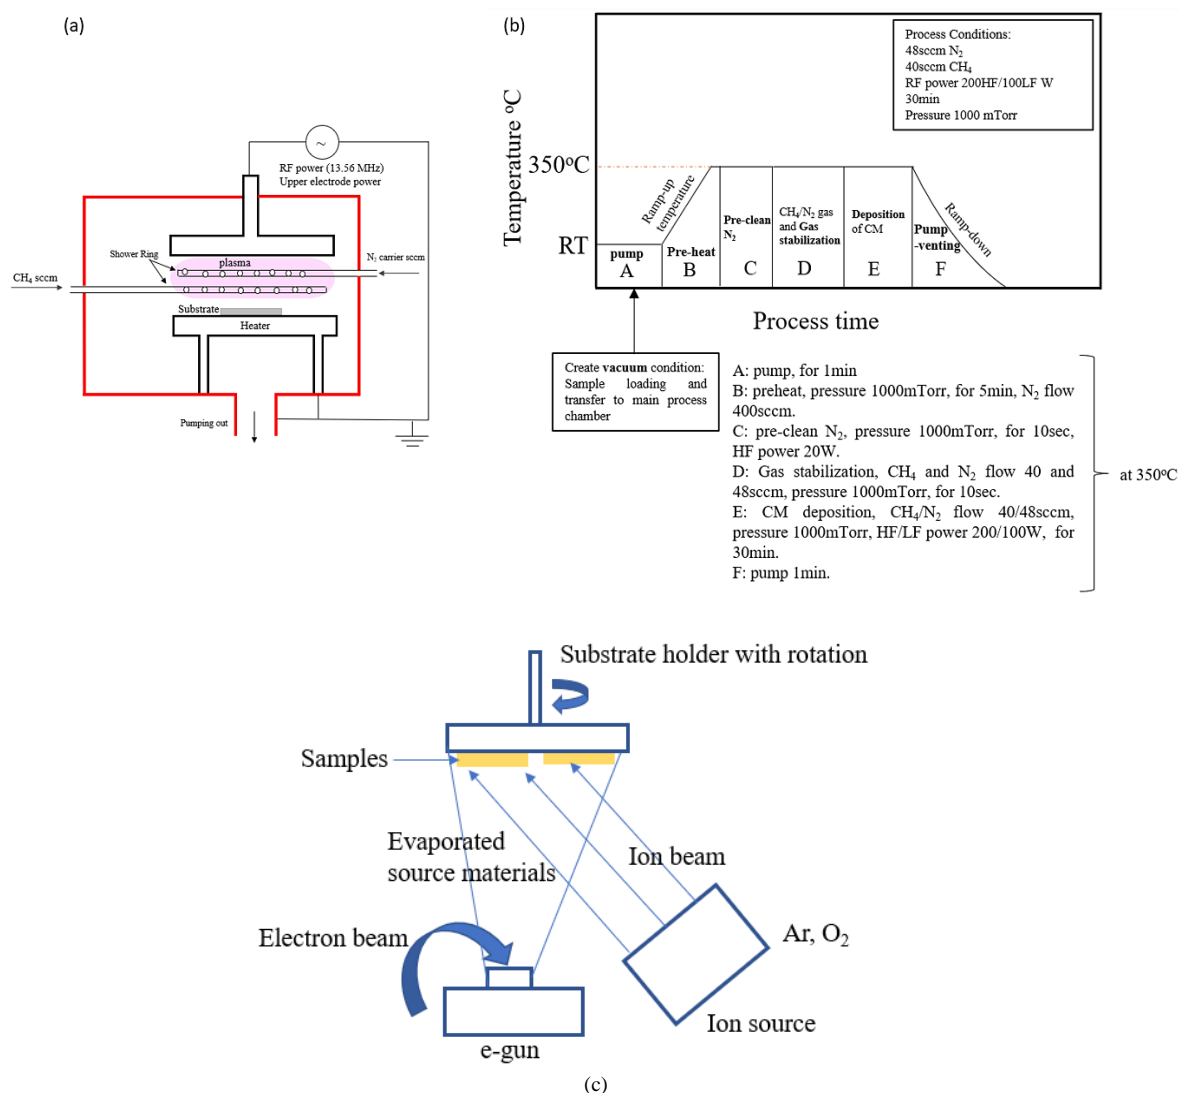 (a)
~
RF power (13.56 MHz)
Upper electrode power
Shower Ring
plasma
N₂ carrier sccm
CH₄ sccm
Substrate
Heater
Pumping out
(b)
Process Conditions:
48sccm N₂
40sccm CH₄
RF power 200HF/100LF W
30min
Pressure 1000 mTorr
Temperature °C
350°C
RT
Ramp-up
temperature
pump
A
Pre-heat
B
Pre-clean
N₂
C
CH₄/N₂ gas
and Gas
stabilization
D
Deposition
of CM
E
Pump
-venting
F
Ramp-down
Process time
Create vacuum condition:
Sample loading and
transfer to main process
chamber
A: pump, for 1min
B: preheat, pressure 1000mTorr, for 5min, N₂ flow
400sccm.
C: pre-clean N₂, pressure 1000mTorr, for 10sec,
HF power 20W.
D: Gas stabilization, CH₄ and N₂ flow 40 and
48sccm, pressure 1000mTorr, for 10sec.
E: CM deposition, CH₄/N₂ flow 40/48sccm,
pressure 1000mTorr, HF/LF power 200/100W, for
30min.
F: pump 1min.
at 350°C
Substrate holder with rotation
Samples
Evaporated
source materials
Ion beam
Electron beam
Ar, O₂
Ion source
e-gun
(c)